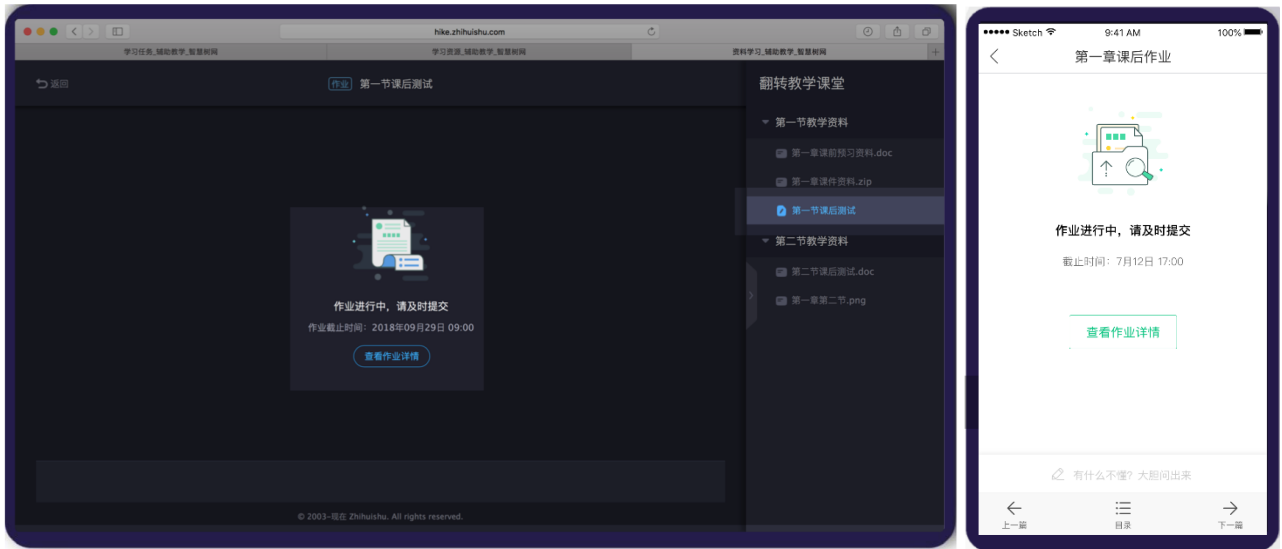 hike.zhihuishu.com
学习任务_辅助教学_智慧树网
学习资源_辅助教学_智慧树网
资料学习_辅助教学_智慧树网
返回
作业 第一节课后测试
作业进行中，请及时提交
作业截止时间：2018年09月29日 09:00
查看作业详情
© 2003-现在 Zhihuishu. All rights reserved.
翻转教学课堂
第一节教学资料
第一章课前预习资料.doc
第一章课件资料.zip
第一节课后测试
第二节教学资料
第二节课后测试.doc
第一章第二节.png
Sketch 9:41 AM 100%
第一章课后作业
作业进行中，请及时提交
截止时间：7月12日 17:00
查看作业详情
有什么不懂？大胆问出来
上一篇 目录 下一篇